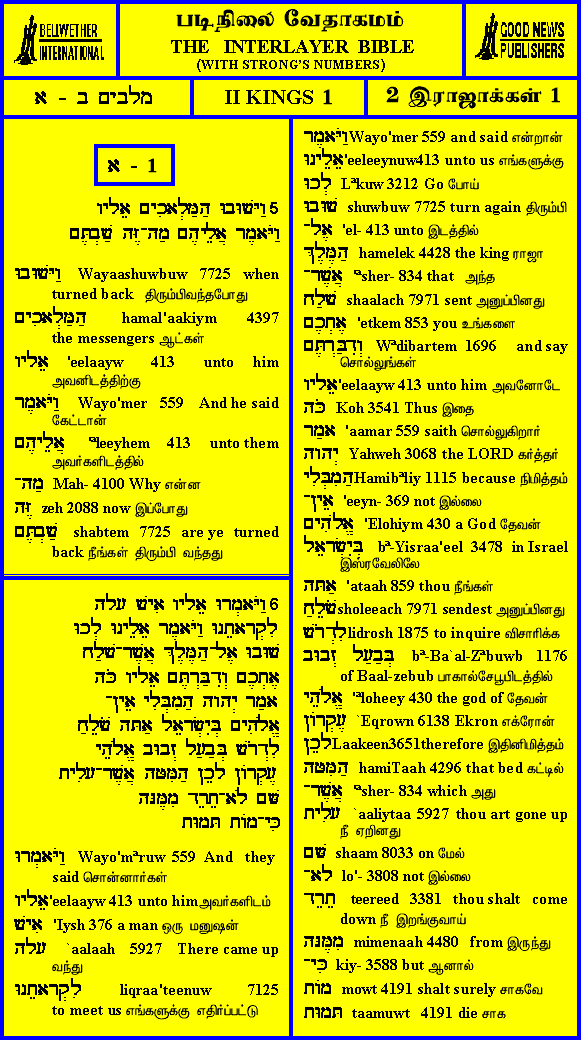 BELLWETHER
INTERNATIONAL
படிநிலை வேதாகமம்
THE INTERLAYER BIBLE
(WITH STRONG'S NUMBERS)
GOOD NEWS
PUBLISHERS
מלכים ב - א
II KINGS 1
2 இராஜாக்கள் 1
א - 1
5 וַיָּשׁוּבוּ הַמַּלְאָכִים אֵלָיו
וַיֹּאמֶר אֲלֵיהֶם מַה־זֶּה שַׁבְתֶּם
וַיָּשׁוּבוּ Wayaashuwbuw 7725 when
turned back திரும்பிவந்தபோது
הַמַּלְאָכִים hamal'aakiym 4397
the messengers ஆட்கள்
אֵלָיו 'eelaayw 413 unto him
அவனிடத்திற்கு
וַיֹּאמֶר Wayo'mer 559 And he said
கேட்டான்
אֲלֵיהֶם ªleeyhem 413 unto them
அவர்களிடத்தில்
מַה־ Mah- 4100 Why என்ன
זֶּה zeh 2088 now இப்போது
שַׁבְתֶּם shabtem 7725 are ye turned
back நீங்கள் திரும்பி வந்தது
6 וַיֹּאמְרוּ אֵלָיו אִישׁ עָלָה
לִקְרָאתֵנוּ וַיֹּאמֶר אֵלֵינוּ לְכוּ
שׁוּבוּ אֶל־הַמֶּלֶךְ אֲשֶׁר־שָׁלַח
אֶתְכֶם וְדִבַּרְתֶּם אֵלָיו כֹּה
אָמַר יְהוָה הַמִבְּלִי אֵין־
אֱלֹהִים בְּיִשְׂרָאֵל אַתָּה שֹׁלֵחַ
לִדְרֹשׁ בְּבַעַל זְבוּב אֱלֹהֵי
עֶקְרוֹן לָכֵן הַמִּטָּה אֲשֶׁר־עָלִיתָ
שָּׁם לֹא־תֵרֵד מִמֶּנָּה
כִּי־מוֹת תָּמוּת
וַיֹּאמְרוּ Wayo'mªruw 559 And they
said சொன்னார்கள்
אֵלָיו 'eelaayw 413 unto him அவர்களிடம்
אִישׁ 'Iysh 376 a man ஒரு மனுஷன்
עָלָה `aalaah 5927 There came up
வந்து
לִקְרָאתֵנוּ liqraa'teenuw 7125
to meet us எங்களுக்கு எதிர்ப்பட்டு
וַיֹּאמֶר Wayo'mer 559 and said என்றான்
אֵלֵינוּ 'eeleeynuw413 unto us எங்களுக்கு
לְכוּ Lªkuw 3212 Go போய்
שׁוּבוּ shuwbuw 7725 turn again திரும்பி
אֶל־ 'el- 413 unto இடத்தில்
הַמֶּלֶךְ hamelek 4428 the king ராஜா
אֲשֶׁר־ ªsher- 834 that அந்த
שָׁלַח shaalach 7971 sent அனுப்பினது
אֶתְכֶם 'etkem 853 you உங்களை
וְדִבַּרְתֶּם Wªdibartem 1696 and say
சொல்லுங்கள்
אֵלָיו 'eelaayw 413 unto him அவனோடே
כֹּה Koh 3541 Thus இதை
אָמַר 'aamar 559 saith சொல்லுகிறார்
יְהוָה Yahweh 3068 the LORD கர்த்தர்
הַמִבְּלִי Hamibªliy 1115 because நிமித்தம்
אֵין־ 'eeyn- 369 not இல்லை
אֱלֹהִים 'Elohiym 430 a God தேவன்
בְּיִשְׂרָאֵל bª-Yisraa'eel 3478 in Israel
இஸ்ரவேலிலே
אַתָּה 'ataah 859 thou நீங்கள்
שֹׁלֵחַ sholeeach 7971 sendest அனுப்பினது
לִדְרֹשׁ lidrosh 1875 to inquire விசாரிக்க
בְּבַעַל זְבוּב bª-Ba`al-Zªbuwb 1176
of Baal-zebub பாகால்சேபூபிடத்தில்
אֱלֹהֵי 'ªloheey 430 the god of தேவன்
עֶקְרוֹן `Eqrown 6138 Ekron எக்ரோன்
לָכֵן Laakeen3651therefore இதினிமித்தம்
הַמִּטָּה hamiTaah 4296 that bed கட்டில்
אֲשֶׁר־ ªsher- 834 which அது
עָלִיתָ `aaliytaa 5927 thou art gone up
நீ ஏறினது
שָּׁם shaam 8033 on மேல்
לֹא־ lo'- 3808 not இல்லை
תֵרֵד teereed 3381 thou shalt come
down நீ இறங்குவாய்
מִמֶּנָּה mimenaah 4480 from இருந்து
כִּי־ kiy- 3588 but ஆனால்
מוֹת mowt 4191 shalt surely சாகவே
תָּמוּת taamuwt 4191 die சாக